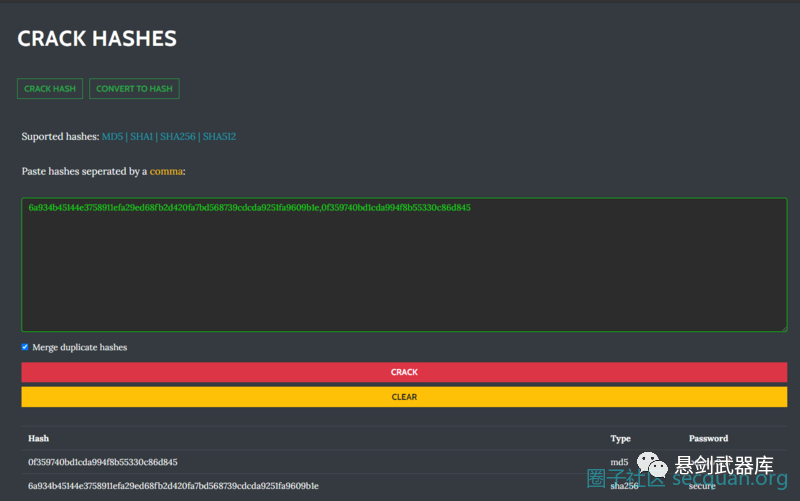 CRACK HASHES
CRACK HASH CONVERT TO HASH
Suported hashes: MD5 | SHA1 | SHA256 | SHA512
Paste hashes seperated by a comma:
6a934b45144e3758911efa29ed68fb2d420fa7bd568739cdcda9251fa9609b1e,0f359740bd1cda994f8b55330c86d845
Merge duplicate hashes
CRACK
CLEAR
Hash Type Password
0f359740bd1cda994f8b55330c86d845 md5
悬剑武器库
圈子社区 secquan.org
6a934b45144e3758911efa29ed68fb2d420fa7bd568739cdcda9251fa9609b1e sha256 secure